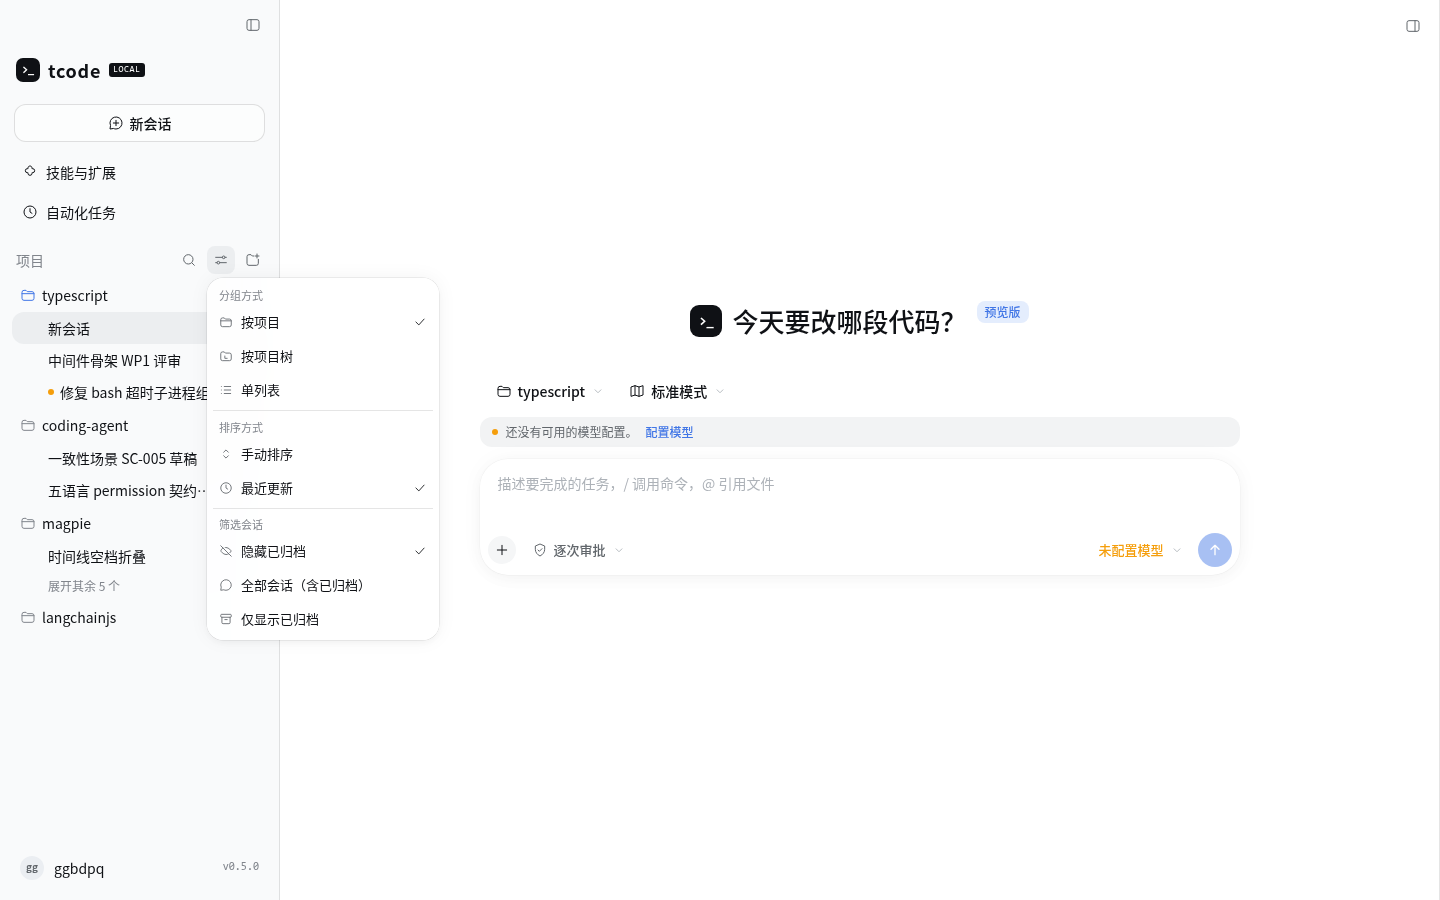 tcode LOCAL
新会话
技能与扩展
自动化任务
项目
typescript
新会话
中间件骨架 WP1 评审
修复 bash 超时子进程组
coding-agent
一致性场景 SC-005 草稿
五语言 permission 契约…
magpie
时间线空档折叠
展开其余 5 个
langchainjs
gg ggbdpq v0.5.0
分组方式
按项目
按项目树
单列表
排序方式
手动排序
最近更新
筛选会话
隐藏已归档
全部会话（含已归档）
仅显示已归档
今天要改哪段代码？ 预览版
typescript 标准模式
还没有可用的模型配置。 配置模型
描述要完成的任务，/ 调用命令，@ 引用文件
逐次审批 未配置模型